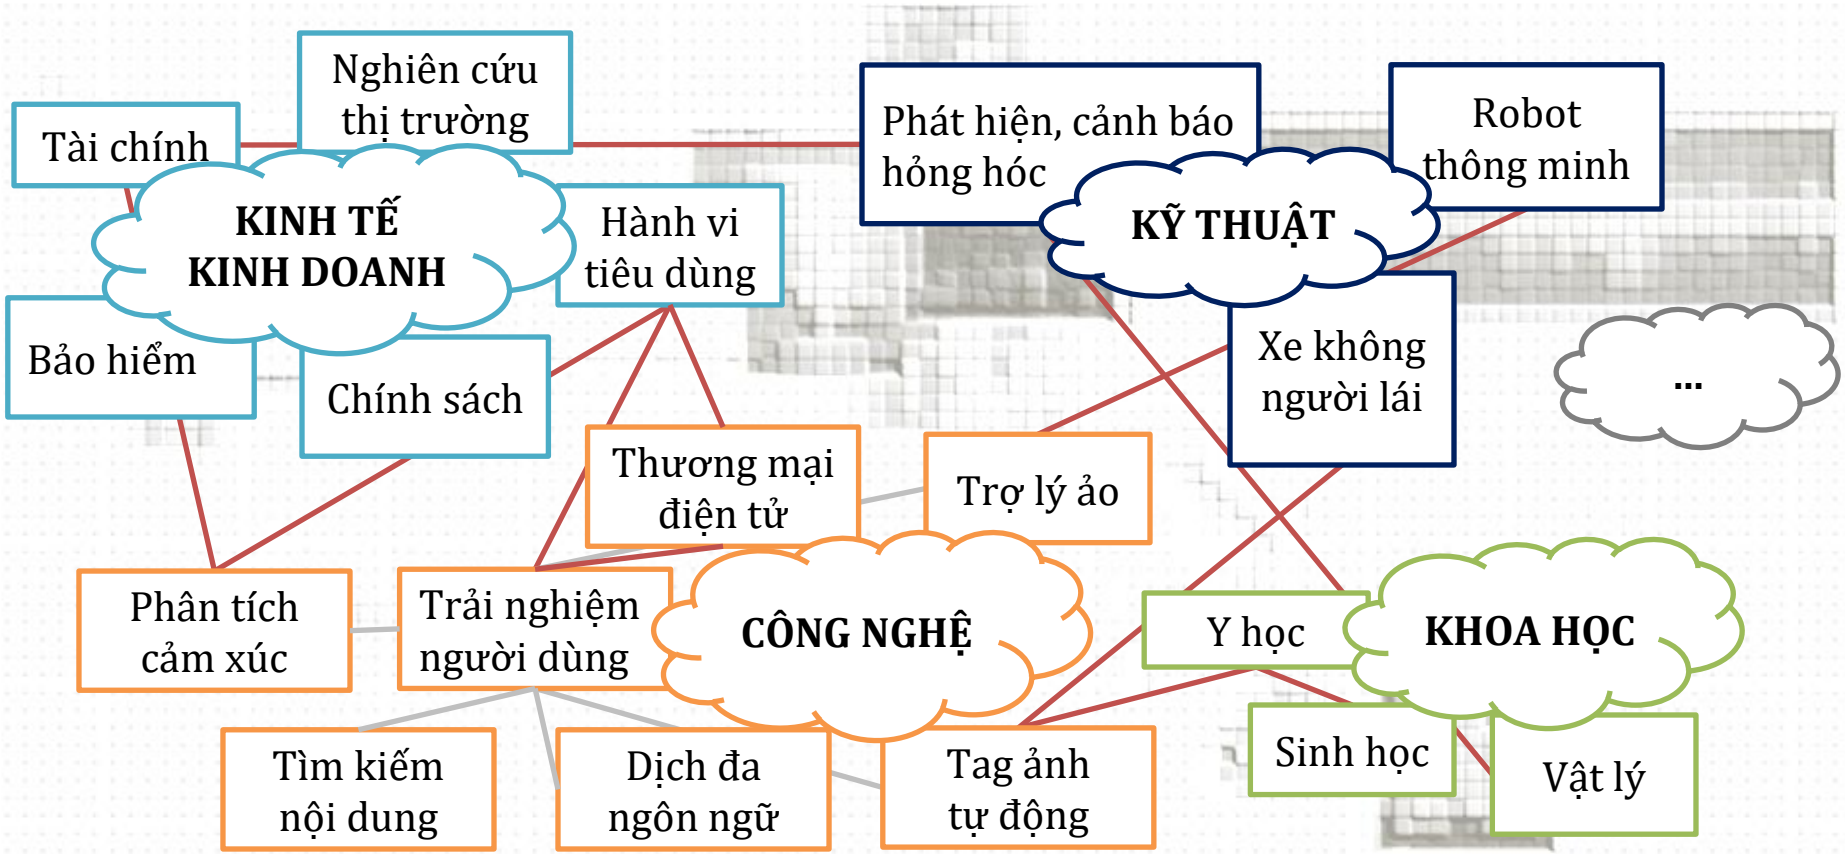 Nghiên cứu
thị trường
Tài chính
KINH TẾ
KINH DOANH
Hành vi
tiêu dùng
Bảo hiểm
Chính sách
Phát hiện, cảnh báo
hỏng hóc
Robot
thông minh
KỸ THUẬT
Xe không
người lái
...
Thương mại
điện tử
Trợ lý ảo
Phân tích
cảm xúc
Trải nghiệm
người dùng
CÔNG NGHỆ
Tìm kiếm
nội dung
Dịch đa
ngôn ngữ
Tag ảnh
tự động
Y học
KHOA HỌC
Sinh học
Vật lý